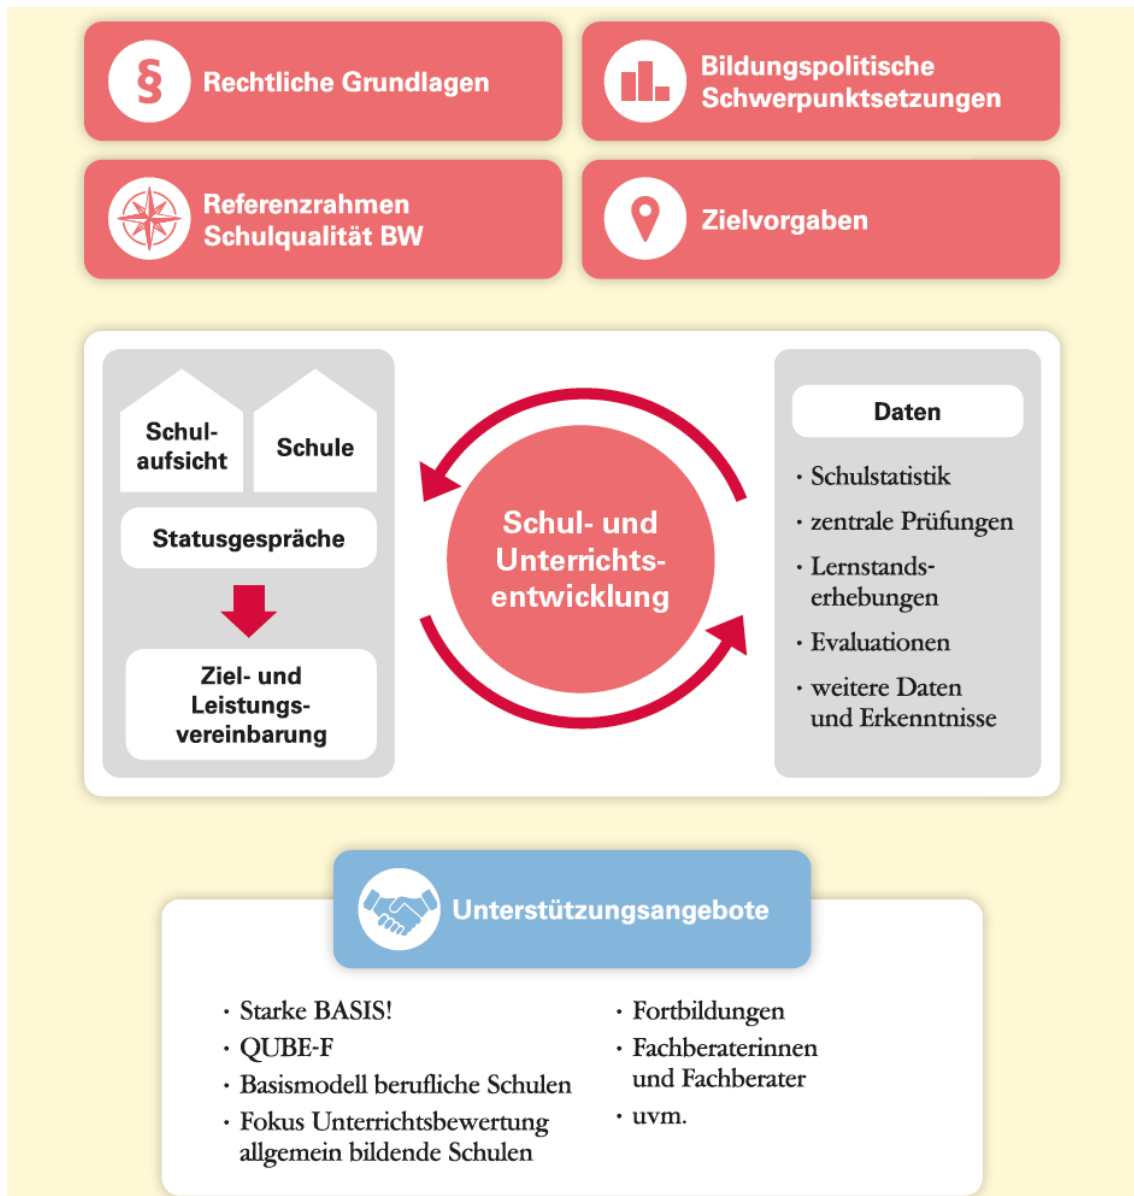 §
Rechtliche Grundlagen
Bildungspolitische
Schwerpunktsetzungen
Referenzrahmen
Schulqualität BW
Zielvorgaben
Schul-
aufsicht
Schule
Statusgespräche
Ziel- und
Leistungs-
vereinbarung
Schul- und
Unterrichts-
entwicklung
Daten
· Schulstatistik
· zentrale Prüfungen
· Lernstands-
erhebungen
· Evaluationen
· weitere Daten
und Erkenntnisse
Unterstützungsangebote
· Starke BASIS!
· QUBE-F
· Basismodell berufliche Schulen
· Fokus Unterrichtsbewertung
allgemein bildende Schulen
· Fortbildungen
· Fachberaterinnen
und Fachberater
· uvm.